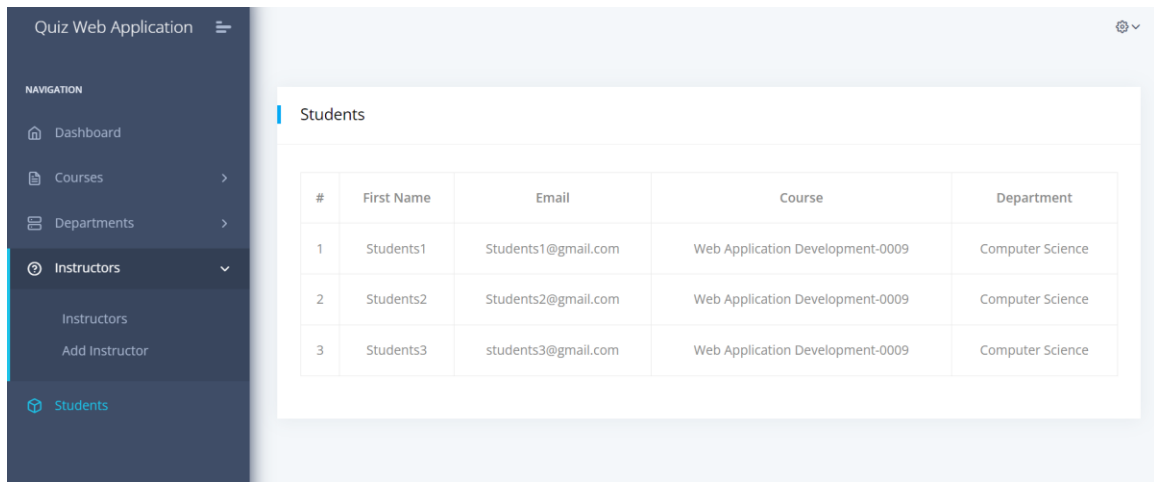 Quiz Web Application
NAVIGATION
Dashboard
Courses
Departments
Instructors
Instructors
Add Instructor
Students
Students
# First Name Email Course Department
1 Students1 Students1@gmail.com Web Application Development-0009 Computer Science
2 Students2 Students2@gmail.com Web Application Development-0009 Computer Science
3 Students3 students3@gmail.com Web Application Development-0009 Computer Science